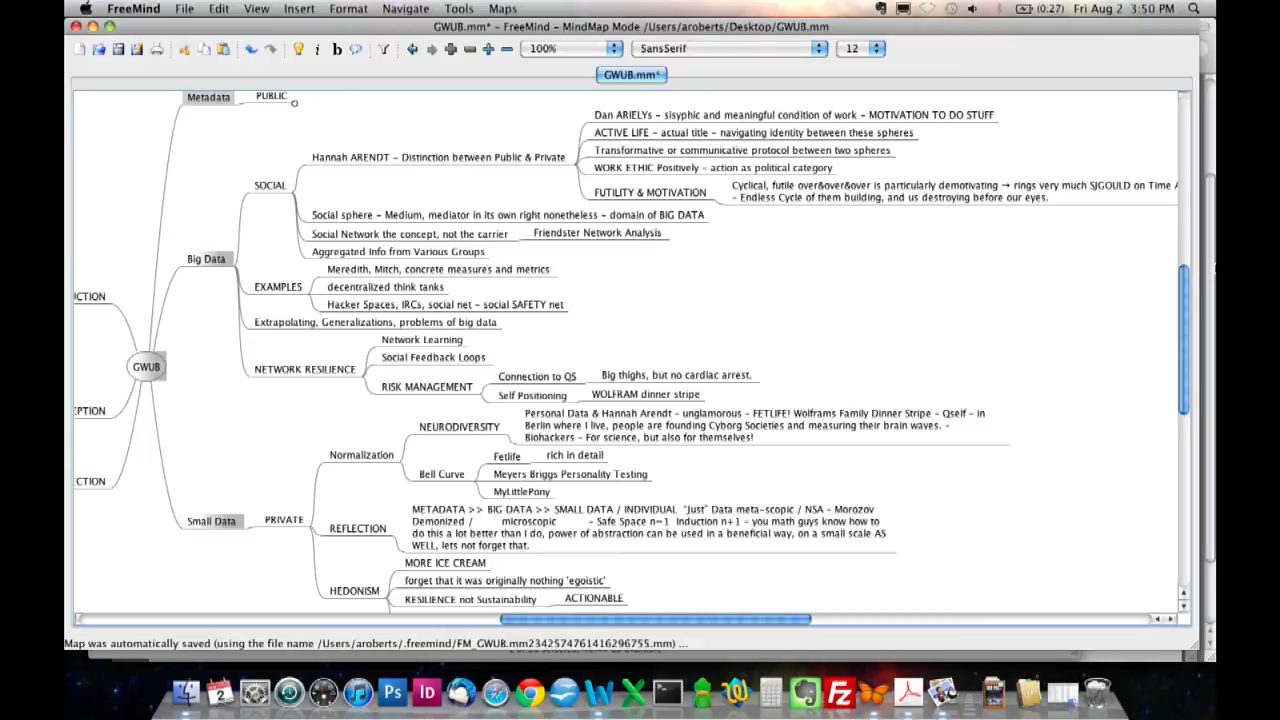 FreeMind File Edit View Insert Format Navigate Tools Maps (0:27) Fri Aug 2 3:50 PM
GWUB.mm* – FreeMind – MindMap Mode /Users/aroberts/Desktop/GWUB.mm
100% SansSerif 12
GWUB.mm*
Metadata PUBLIC
Dan ARIELYs – sisyphic and meaningful condition of work – MOTIVATION TO DO STUFF
ACTIVE LIFE – actual title – navigating identity between these spheres
Transformative or communicative protocol between two spheres
Hannah ARENDT – Distinction between Public & Private
WORK ETHIC Positively – action as political category
SOCIAL
FUTILITY & MOTIVATION
Cyclical, futile over&over&over is particularly demotivating → rings very much SJGOULD on Time A
– Endless Cycle of them building, and us destroying before our eyes.
Social sphere – Medium, mediator in its own right nonetheless – domain of BIG DATA
Social Network the concept, not the carrier Friendster Network Analysis
Aggregated Info from Various Groups
Big Data
Meredith, Mitch, concrete measures and metrics
EXAMPLES decentralized think tanks
Hacker Spaces, IRCs, social net – social SAFETY net
ICTION
Extrapolating, Generalizations, problems of big data
Network Learning
Social Feedback Loops
GWUB
NETWORK RESILIENCE
Connection to QS Big thighs, but no cardiac arrest.
RISK MANAGEMENT
Self Positioning WOLFRAM dinner stripe
EPTION
Personal Data & Hannah Arendt – unglamorous – FETLIFE! Wolframs Family Dinner Stripe – Qself – in
Berlin where I live, people are founding Cyborg Societies and measuring their brain waves. –
Biohackers – For science, but also for themselves!
NEURODIVERSITY
Normalization
Fetlife rich in detail
Bell Curve Meyers Briggs Personality Testing
MyLittlePony
CTION
METADATA >> BIG DATA >> SMALL DATA / INDIVIDUAL "Just" Data meta-scopic / NSA – Morozov
Demonized / microscopic – Safe Space n=1 Induction n+1 – you math guys know how to
do this a lot better than I do, power of abstraction can be used in a beneficial way, on a small scale AS
WELL, lets not forget that.
Small Data PRIVATE
REFLECTION
MORE ICE CREAM
forget that it was originally nothing 'egoistic'
HEDONISM
RESILIENCE not Sustainability ACTIONABLE
Map was automatically saved (using the file name /Users/aroberts/.freemind/FM_GWUB.mm2342574761416296755.mm) ...